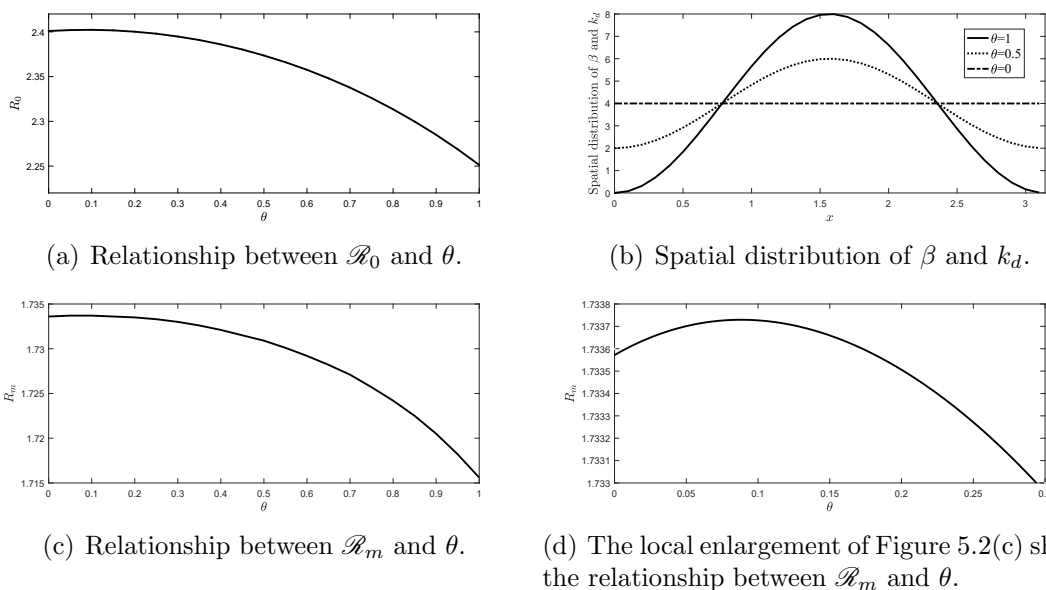 2.4
2.35
2.3
2.25
R0
0 0.1 0.2 0.3 0.4 0.5 0.6 0.7 0.8 0.9 1
θ
(a) Relationship between ℛ0 and θ.
8
7
6
5
4
3
2
1
0
Spatial distribution of β and kd
θ=1
θ=0.5
θ=0
0 0.5 1 1.5 2 2.5 3
x
(b) Spatial distribution of β and kd.
1.735
1.73
1.725
1.72
1.715
Rm
0 0.1 0.2 0.3 0.4 0.5 0.6 0.7 0.8 0.9 1
θ
(c) Relationship between ℛm and θ.
1.7338
1.7337
1.7336
1.7335
1.7334
1.7333
1.7332
1.7331
1.733
Rm
0 0.05 0.1 0.15 0.2 0.25 0.
θ
(d) The local enlargement of Figure 5.2(c) sh
the relationship between ℛm and θ.